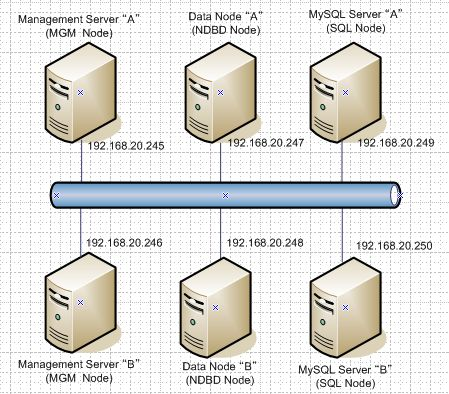 Management Server “A”
(MGM Node)
Data Node “A”
(NDBD Node)
MySQL Server “A”
(SQL Node)
192.168.20.245
192.168.20.247
192.168.20.249
192.168.20.246
192.168.20.248
192.168.20.250
Management Server “B”
(MGM Node)
Data Node “B”
(NDBD Node)
MySQL Server “B”
(SQL Node)